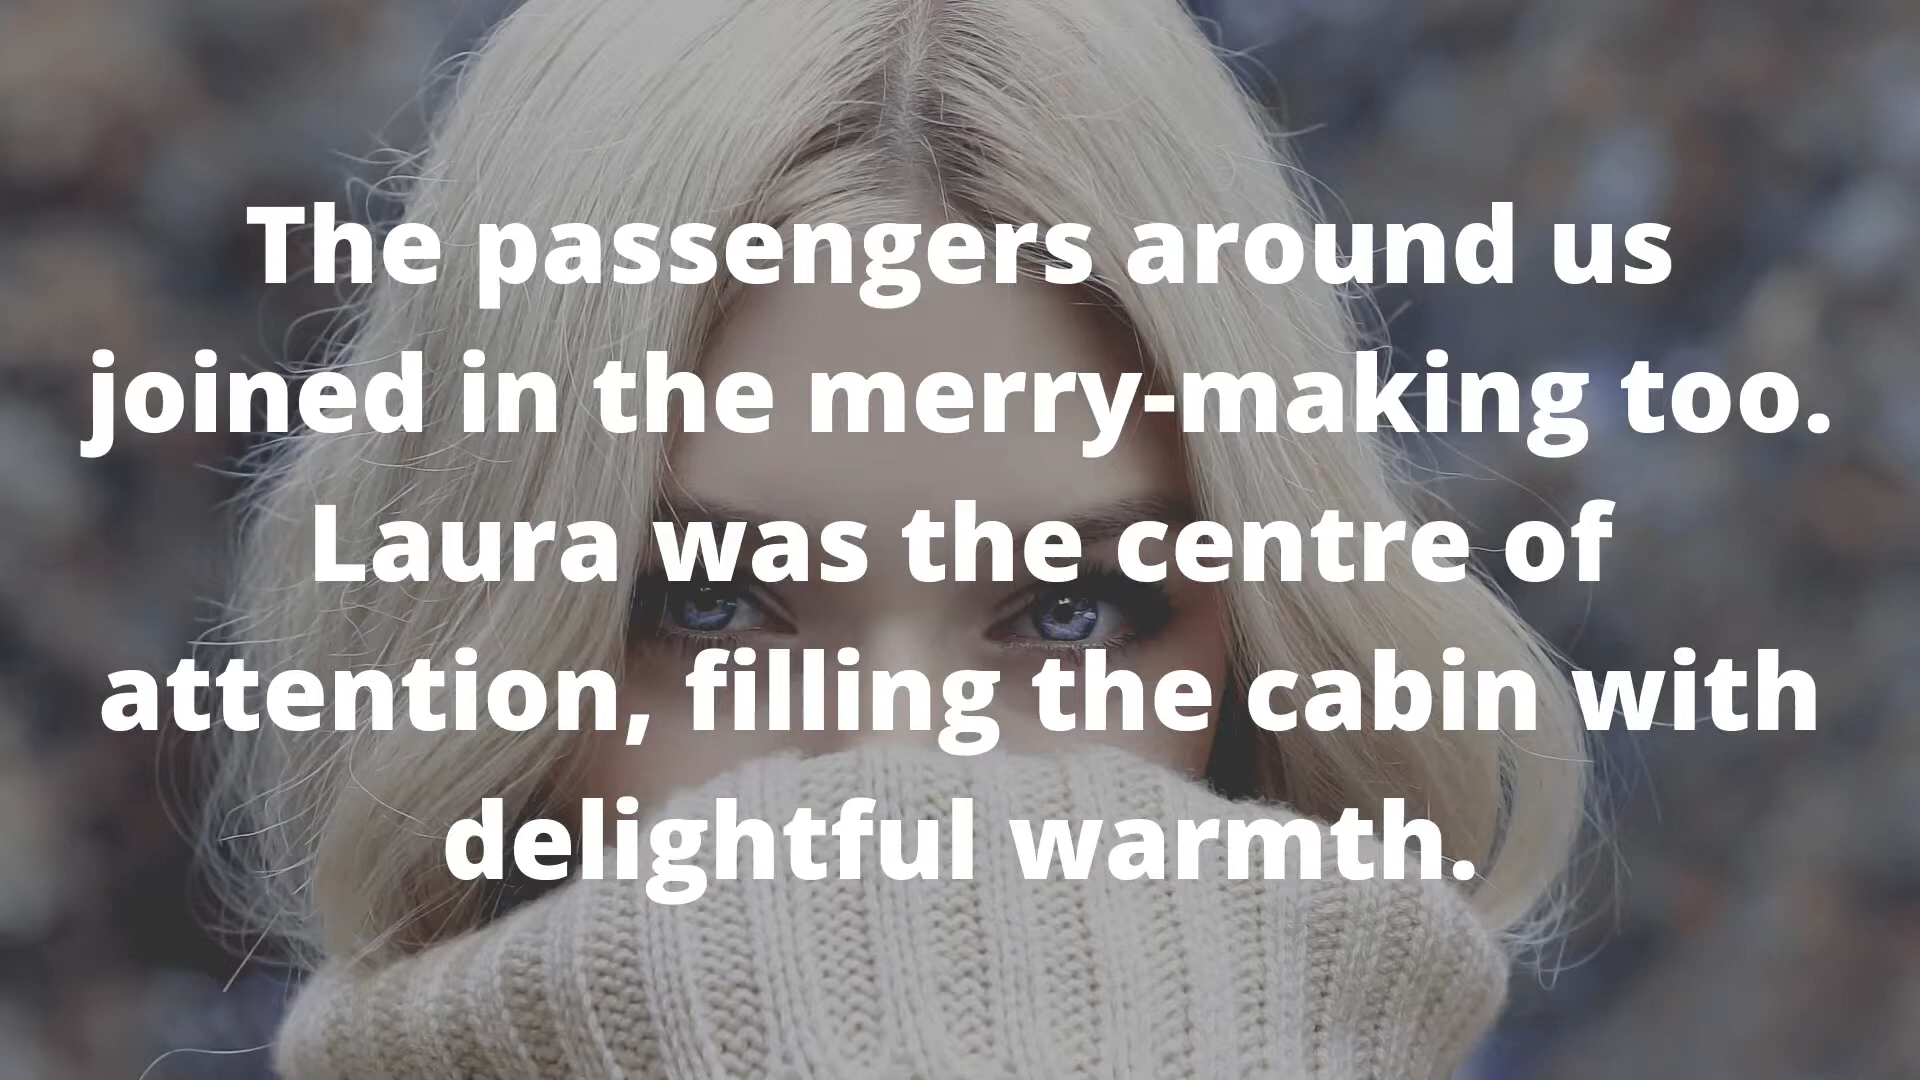 The passengers around us
joined in the merry-making too.
Laura was the centre of
attention, filling the cabin with
delightful warmth.